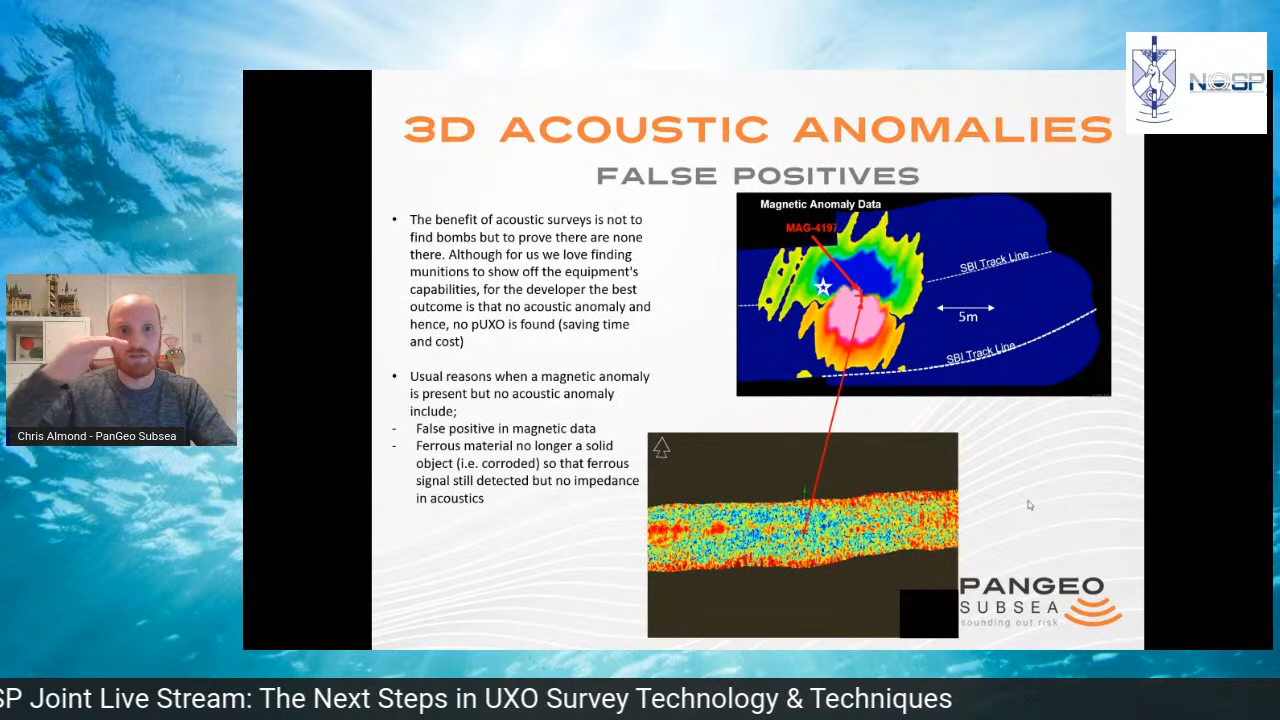 NOSP
3D ACOUSTIC ANOMALIES
FALSE POSITIVES
• The benefit of acoustic surveys is not to
find bombs but to prove there are none
there. Although for us we love finding
munitions to show off the equipment's
capabilities, for the developer the best
outcome is that no acoustic anomaly and
hence, no pUXO is found (saving time
and cost)
• Usual reasons when a magnetic anomaly
is present but no acoustic anomaly
include;
- False positive in magnetic data
- Ferrous material no longer a solid
object (i.e. corroded) so that ferrous
signal still detected but no impedance
in acoustics
Magnetic Anomaly Data
MAG-4197
SBI Track Line
5m
SBI Track Line
PANGEO
SUBSEA
sounding out risk
Chris Almond - PanGeo Subsea
SP Joint Live Stream: The Next Steps in UXO Survey Technology & Techniques